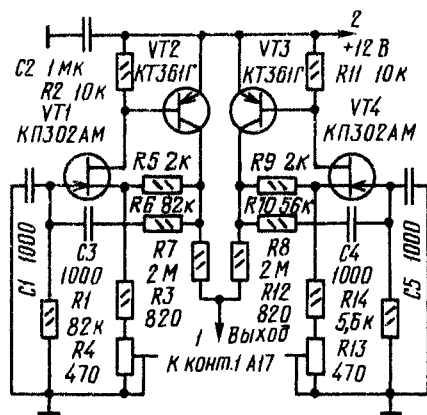 2
VT2
VT3
+12 В
C2 1 МК
КТ361Г
КТ361Г
R11 10к
R2 10к
VT1
VT4
КП302АМ
КП302АМ
R5 2к
R9 2к
R6 82к
R10 56к
1000
C3
R7
R8
C4
1000
1000
2 М
2 М
1000
C1
R1
R3
R12
R14
C5
82к
820
1 Выход
820
5,6к
R4
К конт.1 А17
R13
470
470